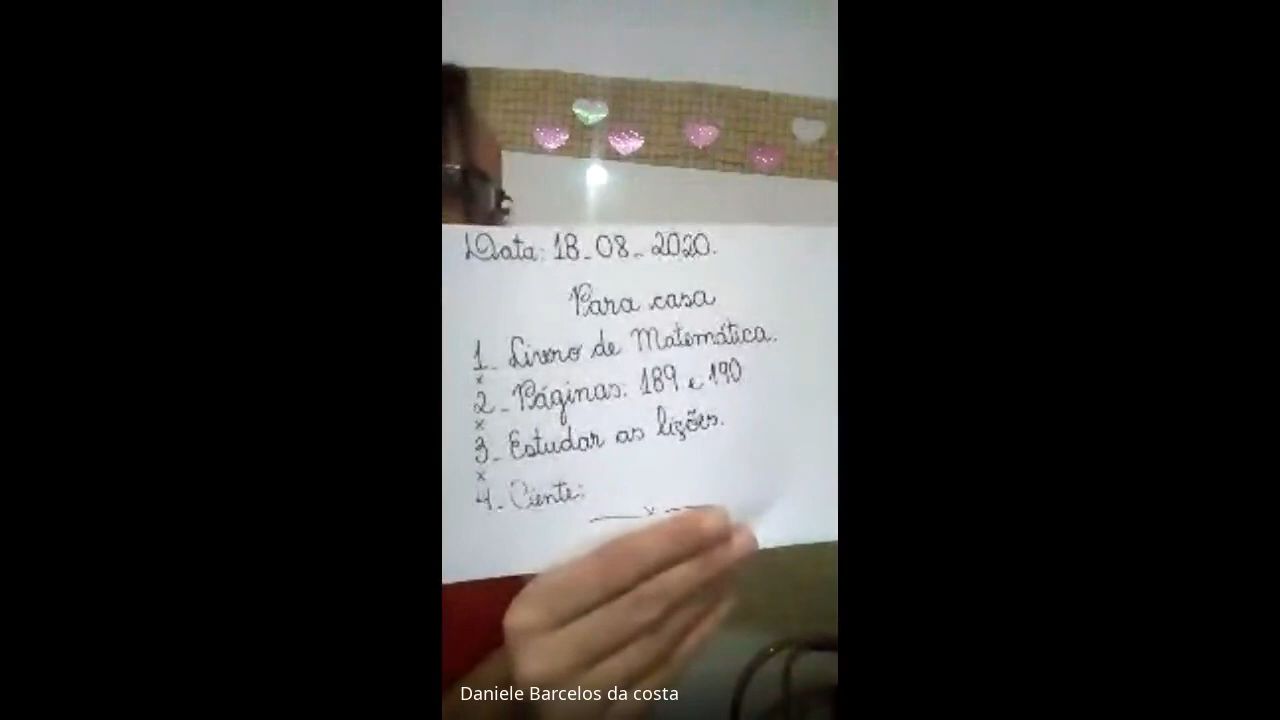 Data: 18-08-2020.
Para casa
1- Livro de Matemática.
x
2- Páginas: 189 e 190
x
3- Estudar as lições.
x
4- Ciente:
x
Daniele Barcelos da costa